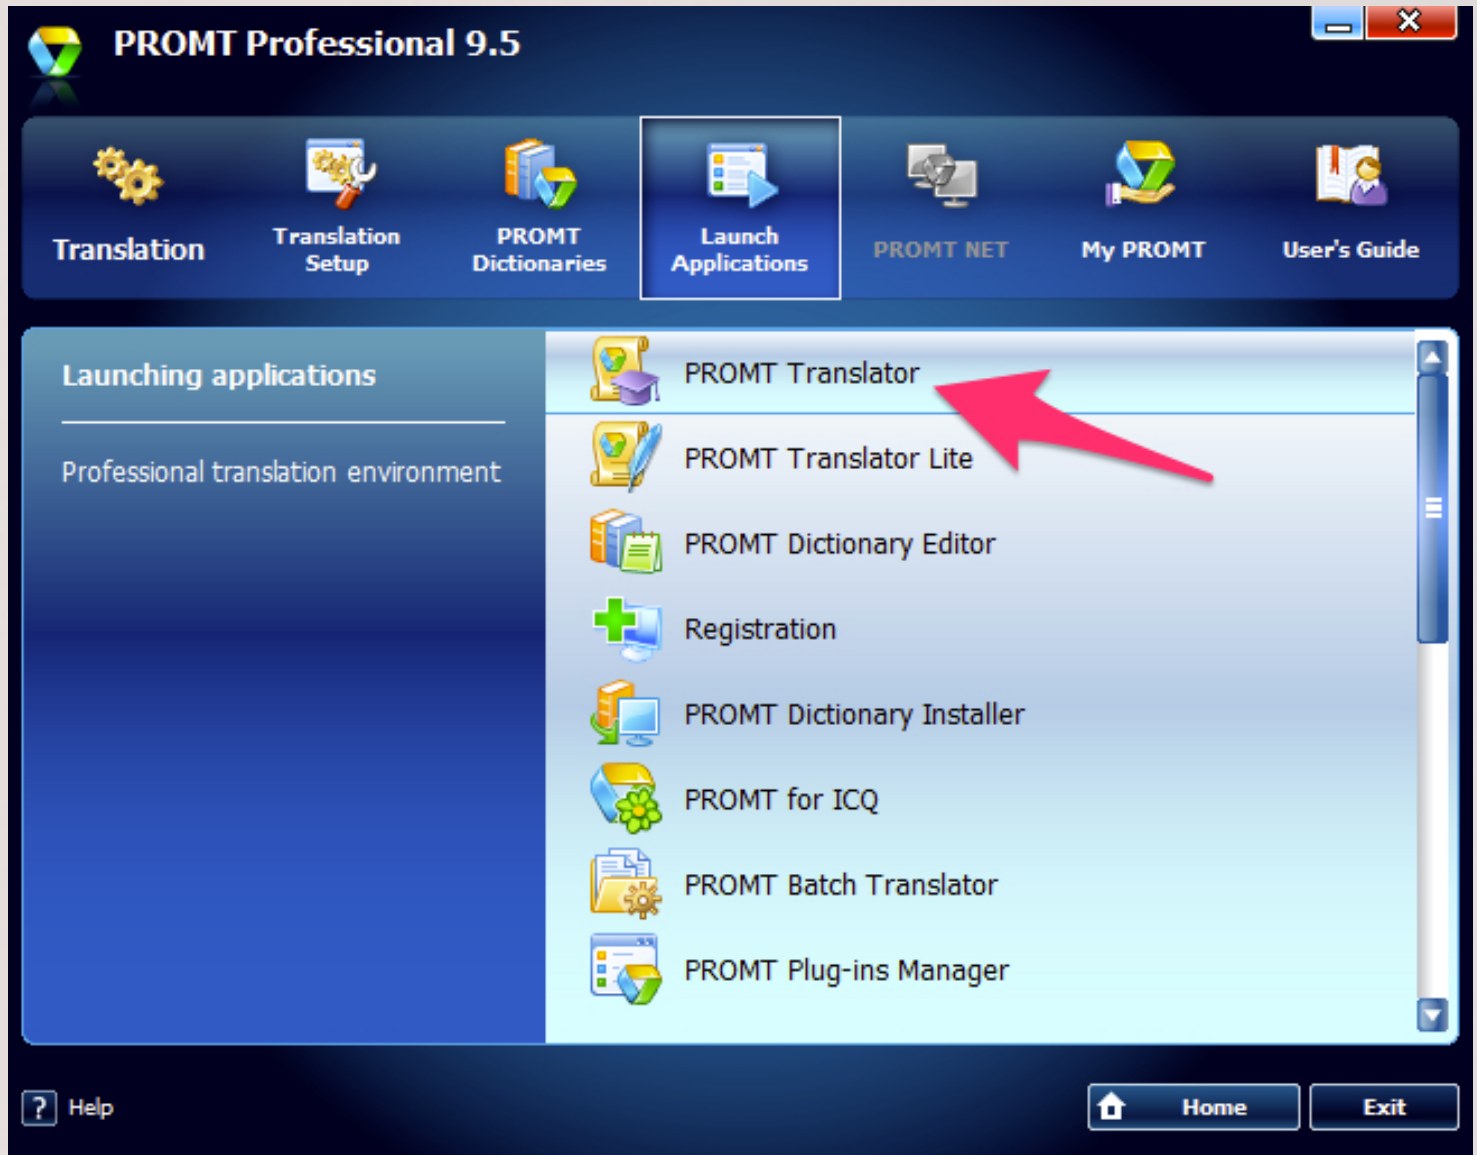 PROMT Professional 9.5
Translation
Translation
Setup
PROMT
Dictionaries
Launch
Applications
PROMT NET
My PROMT
User's Guide
Launching applications
Professional translation environment
PROMT Translator
PROMT Translator Lite
PROMT Dictionary Editor
Registration
PROMT Dictionary Installer
PROMT for ICQ
PROMT Batch Translator
PROMT Plug-ins Manager
? Help
Home
Exit